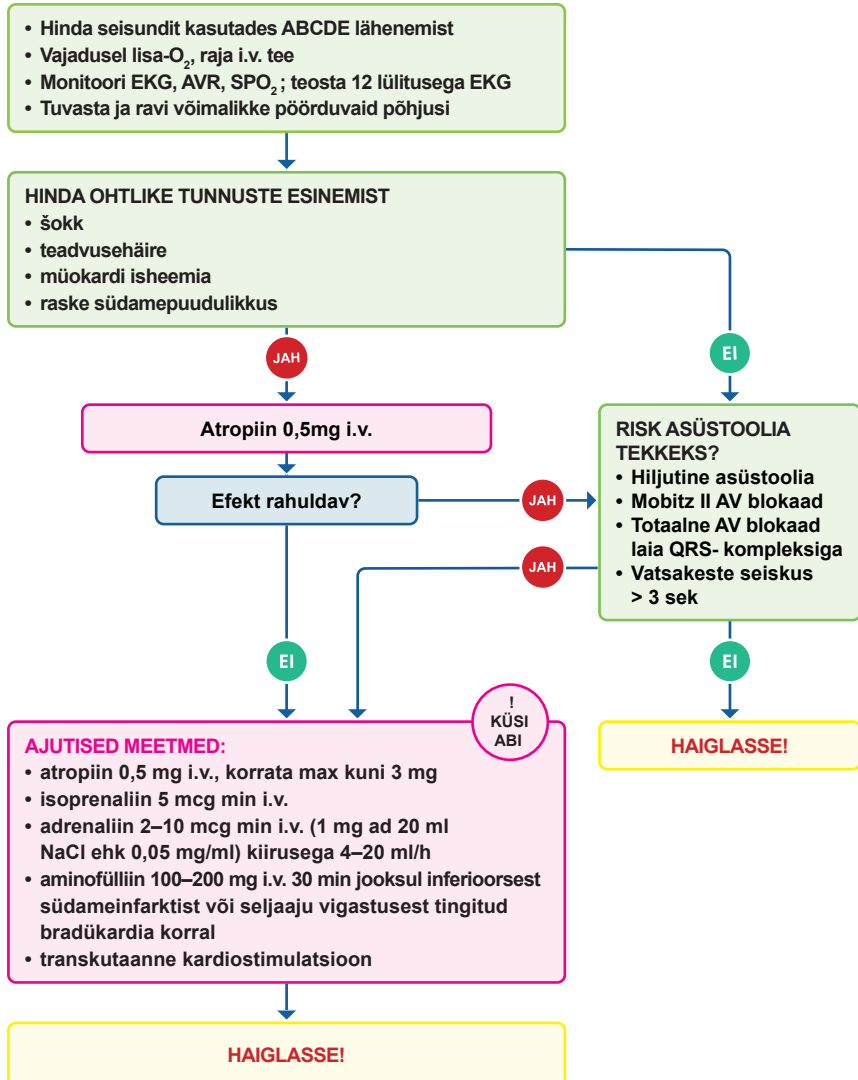 • Hinda seisundit kasutades ABCDE lähenemist
• Vajadusel lisa-O₂, raja i.v. tee
• Monitoori EKG, AVR, SPO₂; teosta 12 lülitusega EKG
• Tuvasta ja ravi võimalikke pöörduvaid põhjusi
HINDA OHTLIKE TUNNUSTE ESINEMIST
• šokk
• teadvusehäire
• müokardi isheemia
• raske südamepuudulikkus
JAH
EI
Atropiin 0,5mg i.v.
Efekt rahuldav?
JAH
RISK ASÜSTOOLIA
TEKKEKS?
• Hiljutine asüstoolia
• Mobitz II AV blokaad
• Totaalne AV blokaad
laia QRS- kompleksiga
• Vatsakeste seiskus
> 3 sek
JAH
EI
EI
!
KÜSI
ABI
AJUTISED MEETMED:
• atropiin 0,5 mg i.v., korrata max kuni 3 mg
• isoprenaliin 5 mcg min i.v.
• adrenaliin 2–10 mcg min i.v. (1 mg ad 20 ml
NaCl ehk 0,05 mg/ml) kiirusega 4–20 ml/h
• aminofülliin 100–200 mg i.v. 30 min jooksul inferioorsest
südameinfarktist või seljaaju vigastusest tingitud
bradükardia korral
• transkutaanne kardiostimulatsioon
HAIGLASSE!
HAIGLASSE!